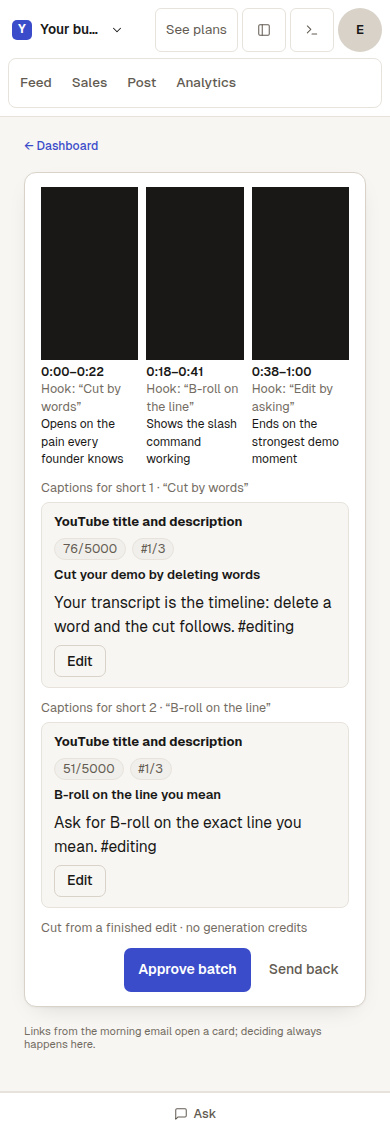 Y Your bu... See plans E
Feed Sales Post Analytics
← Dashboard
0:00–0:22
Hook: “Cut by
words”
Opens on the
pain every
founder knows
0:18–0:41
Hook: “B-roll on
the line”
Shows the slash
command
working
0:38–1:00
Hook: “Edit by
asking”
Ends on the
strongest demo
moment
Captions for short 1 · “Cut by words”
YouTube title and description
76/5000 #1/3
Cut your demo by deleting words
Your transcript is the timeline: delete a
word and the cut follows. #editing
Edit
Captions for short 2 · “B-roll on the line”
YouTube title and description
51/5000 #1/3
B-roll on the line you mean
Ask for B-roll on the exact line you
mean. #editing
Edit
Cut from a finished edit · no generation credits
Approve batch Send back
Links from the morning email open a card; deciding always
happens here.
Ask